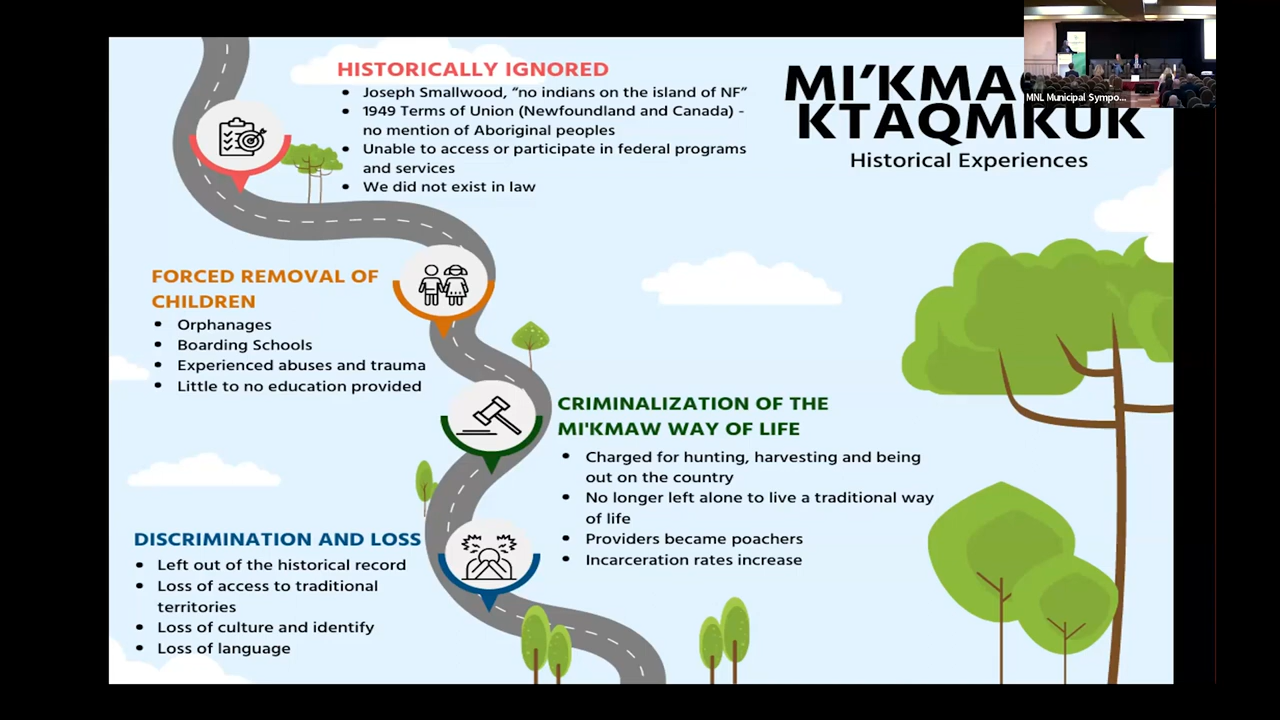 HISTORICALLY IGNORED
• Joseph Smallwood, “no indians on the island of NF”
• 1949 Terms of Union (Newfoundland and Canada) -
no mention of Aboriginal peoples
• Unable to access or participate in federal programs
and services
• We did not exist in law
KTAQMKUK
Historical Experiences
MNL Municipal Sympo...
FORCED REMOVAL OF
CHILDREN
• Orphanages
• Boarding Schools
• Experienced abuses and trauma
• Little to no education provided
CRIMINALIZATION OF THE
MI'KMAW WAY OF LIFE
• Charged for hunting, harvesting and being
out on the country
• No longer left alone to live a traditional way
of life
• Providers became poachers
• Incarceration rates increase
DISCRIMINATION AND LOSS
• Left out of the historical record
• Loss of access to traditional
territories
• Loss of culture and identify
• Loss of language